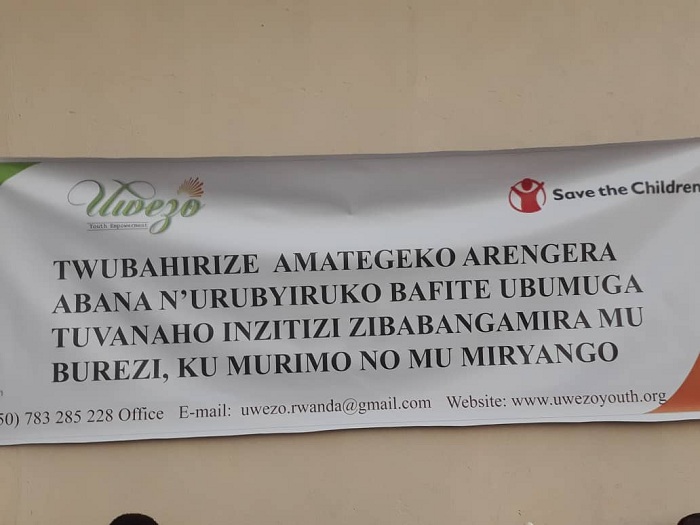 Uwezo
Youth Empowerment
Save the Children
TWUBAHIRIZE AMATEGEKO ARENGERA
ABANA N'URUBYIRUKO BAFITE UBUMUGA
TUVANAHO INZITIZI ZIBABANGAMIRA MU
BUREZI, KU MURIMO NO MU MIRYANGO
50) 783 285 228 Office E-mail: uwezo.rwanda@gmail.com Website: www.uwezoyouth.org